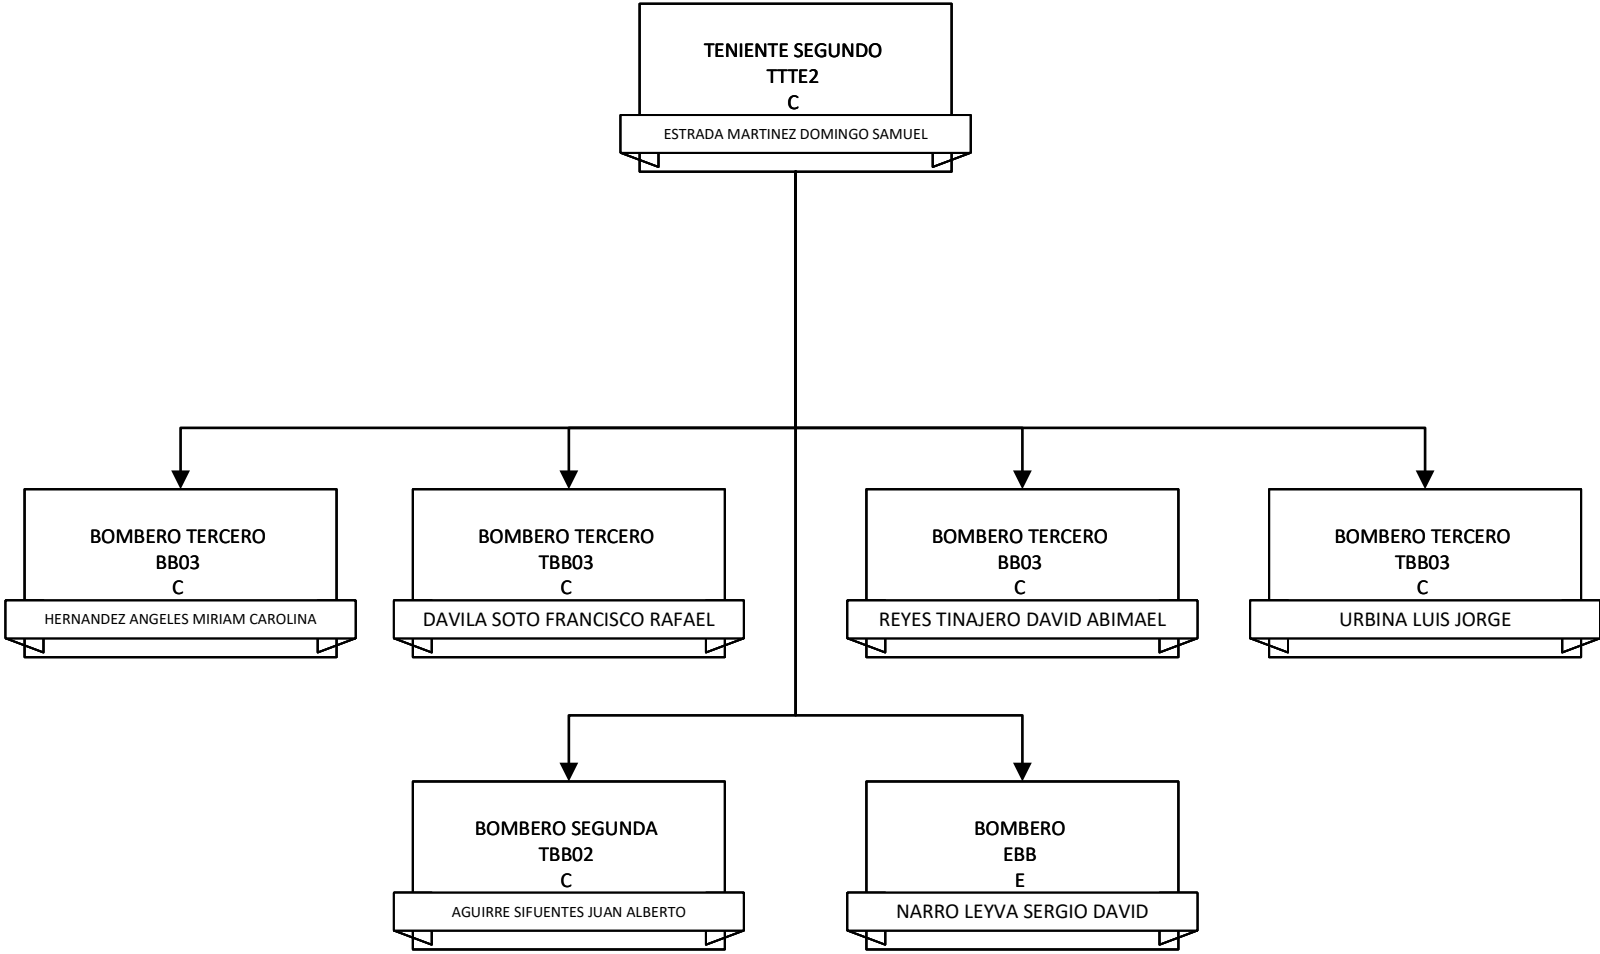 TENIENTE SEGUNDO
TTTE2
C
ESTRADA MARTINEZ DOMINGO SAMUEL
BOMBERO TERCERO
BB03
C
HERNANDEZ ANGELES MIRIAM CAROLINA
BOMBERO TERCERO
TBB03
C
DAVILA SOTO FRANCISCO RAFAEL
BOMBERO TERCERO
BB03
C
REYES TINAJERO DAVID ABIMAEL
BOMBERO TERCERO
TBB03
C
URBINA LUIS JORGE
BOMBERO SEGUNDA
TBB02
C
AGUIRRE SIFUENTES JUAN ALBERTO
BOMBERO
EBB
E
NARRO LEYVA SERGIO DAVID